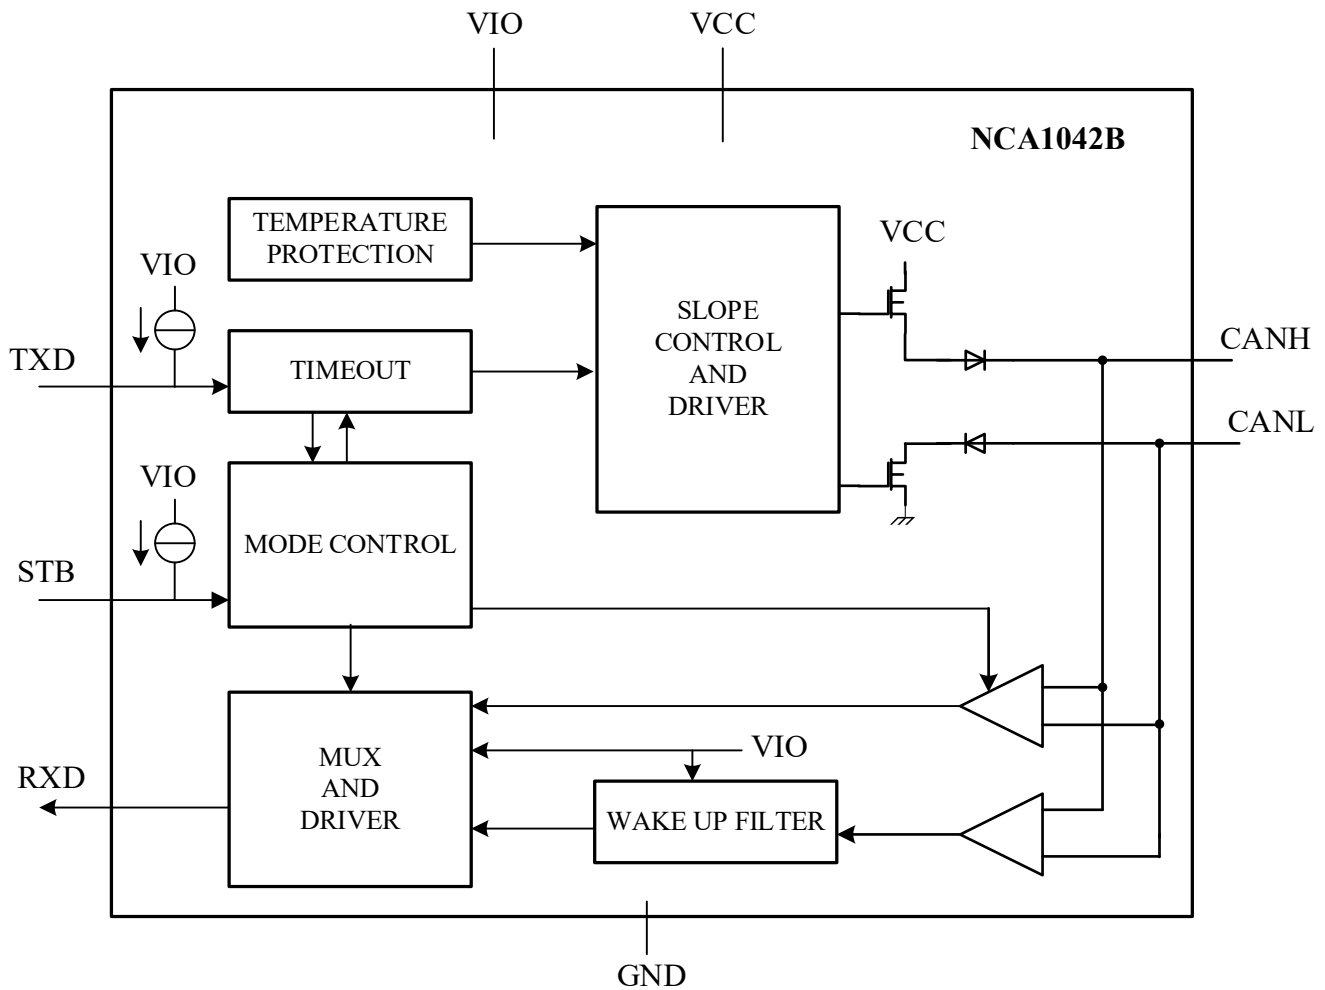 VIO
VCC
NCA1042B
TEMPERATURE
PROTECTION
VCC
VIO
SLOPE
CONTROL
AND
DRIVER
TXD
TIMEOUT
CANH
CANL
VIO
MODE CONTROL
STB
MUX
AND
DRIVER
VIO
RXD
WAKE UP FILTER
GND